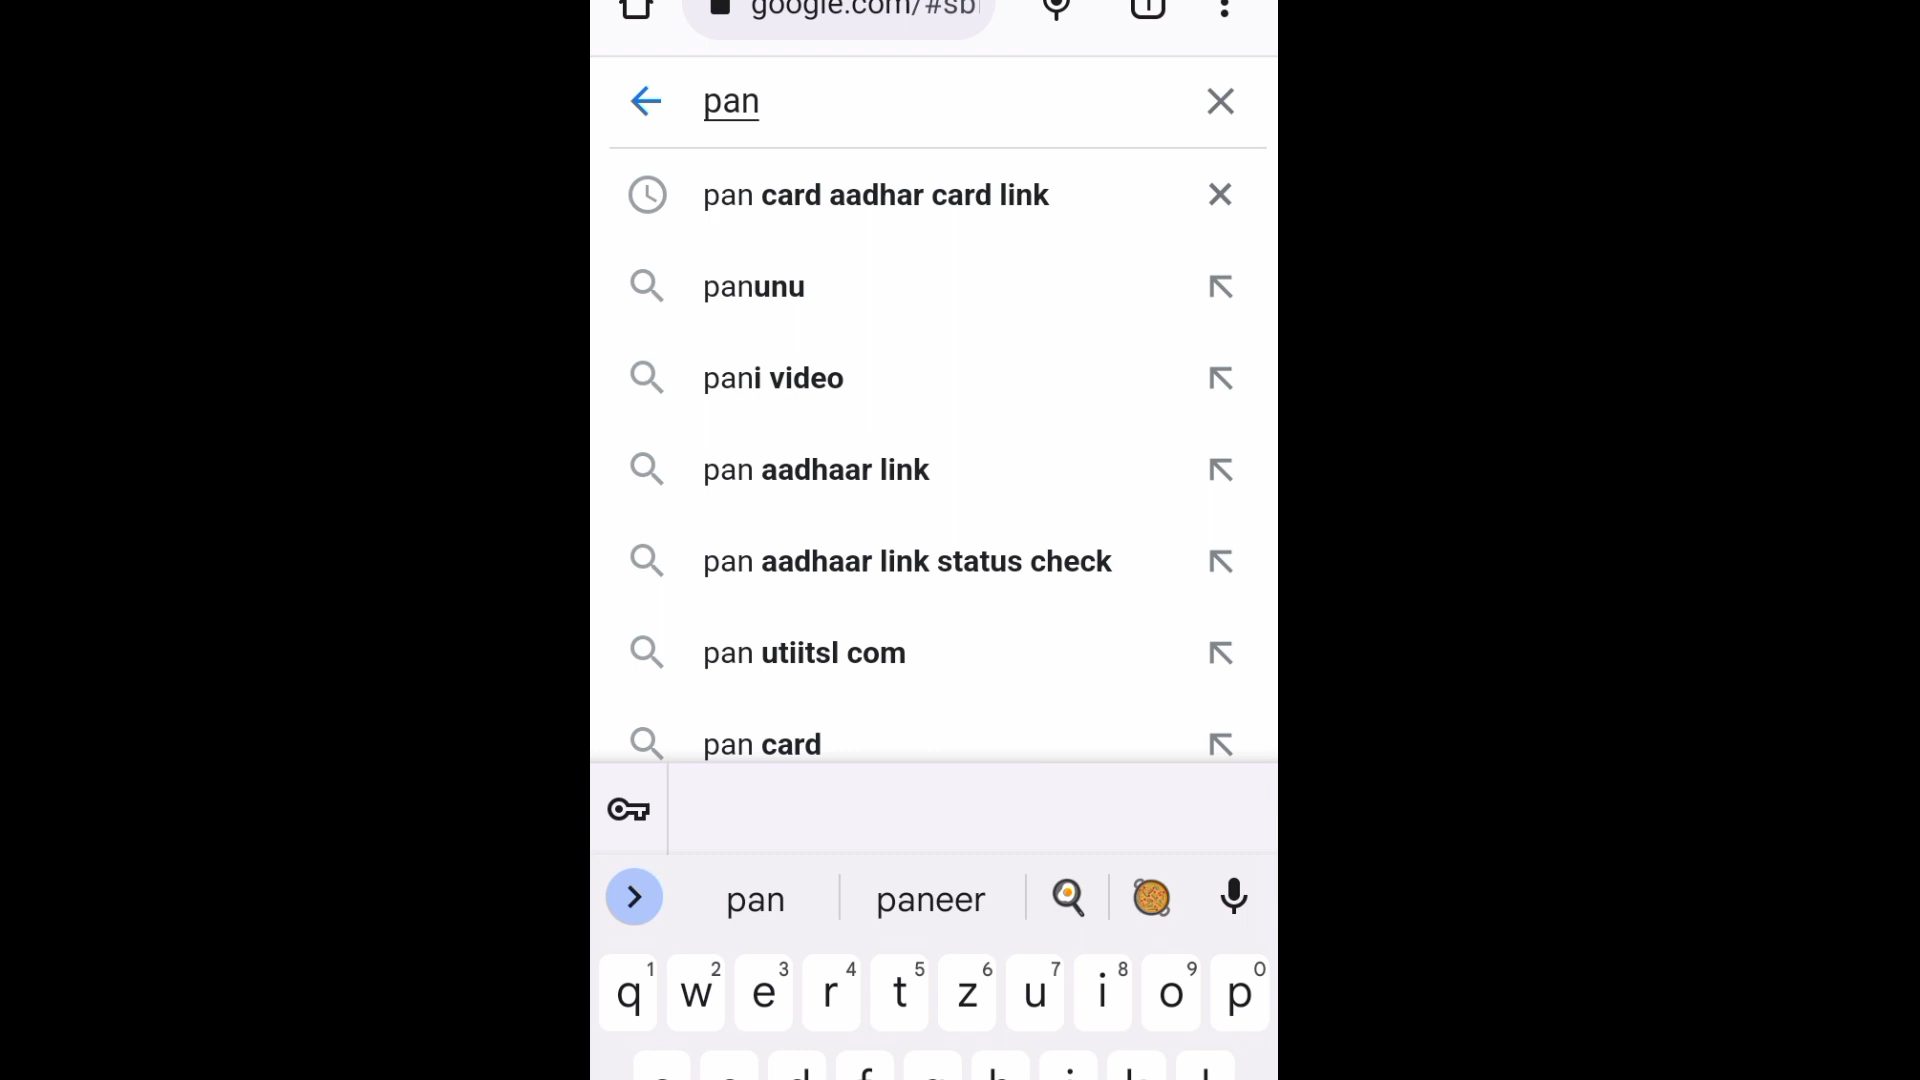 google.com/#sb
pan
pan card aadhar card link
panunu
pani video
pan aadhaar link
pan aadhaar link status check
pan utiitsl com
pan card
pan paneer
1 2 3 4 5 6 7 8 9 0
q w e r t z u i o p